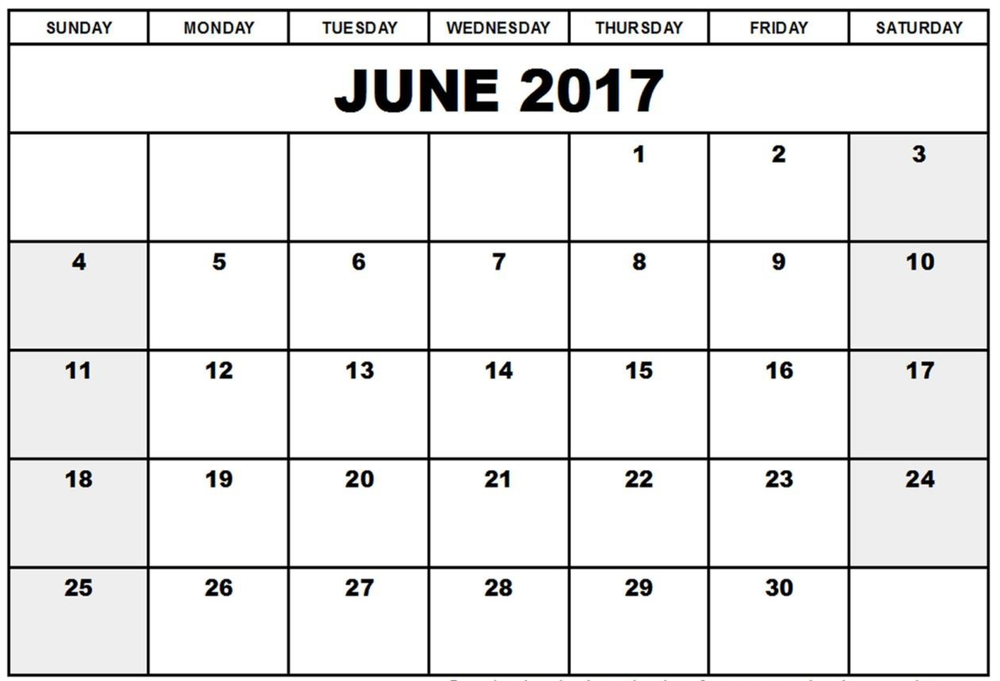 SUNDAY MONDAY TUESDAY WEDNESDAY THURSDAY FRIDAY SATURDAY
JUNE 2017
1 2 3
4 5 6 7 8 9 10
11 12 13 14 15 16 17
18 19 20 21 22 23 24
25 26 27 28 29 30